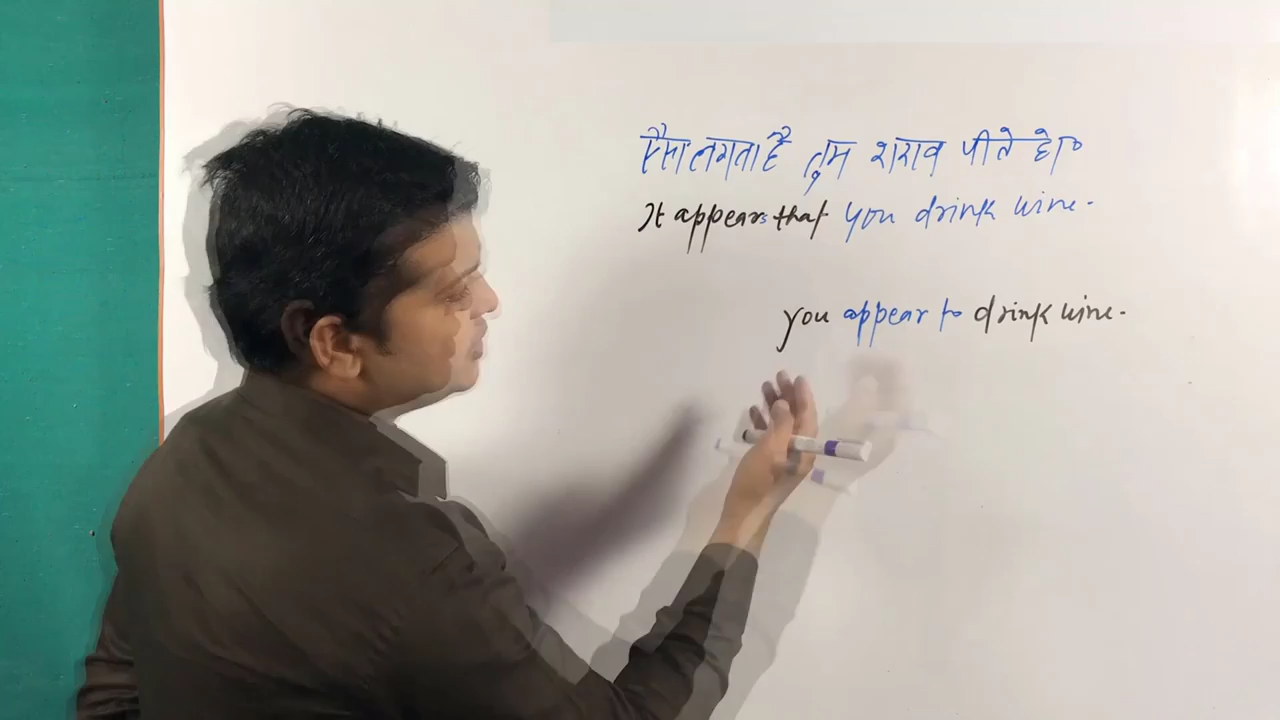 ऐसा लगता है तुम शराब पीते हो
It appears that you drink wine.
you appear to drink wine.